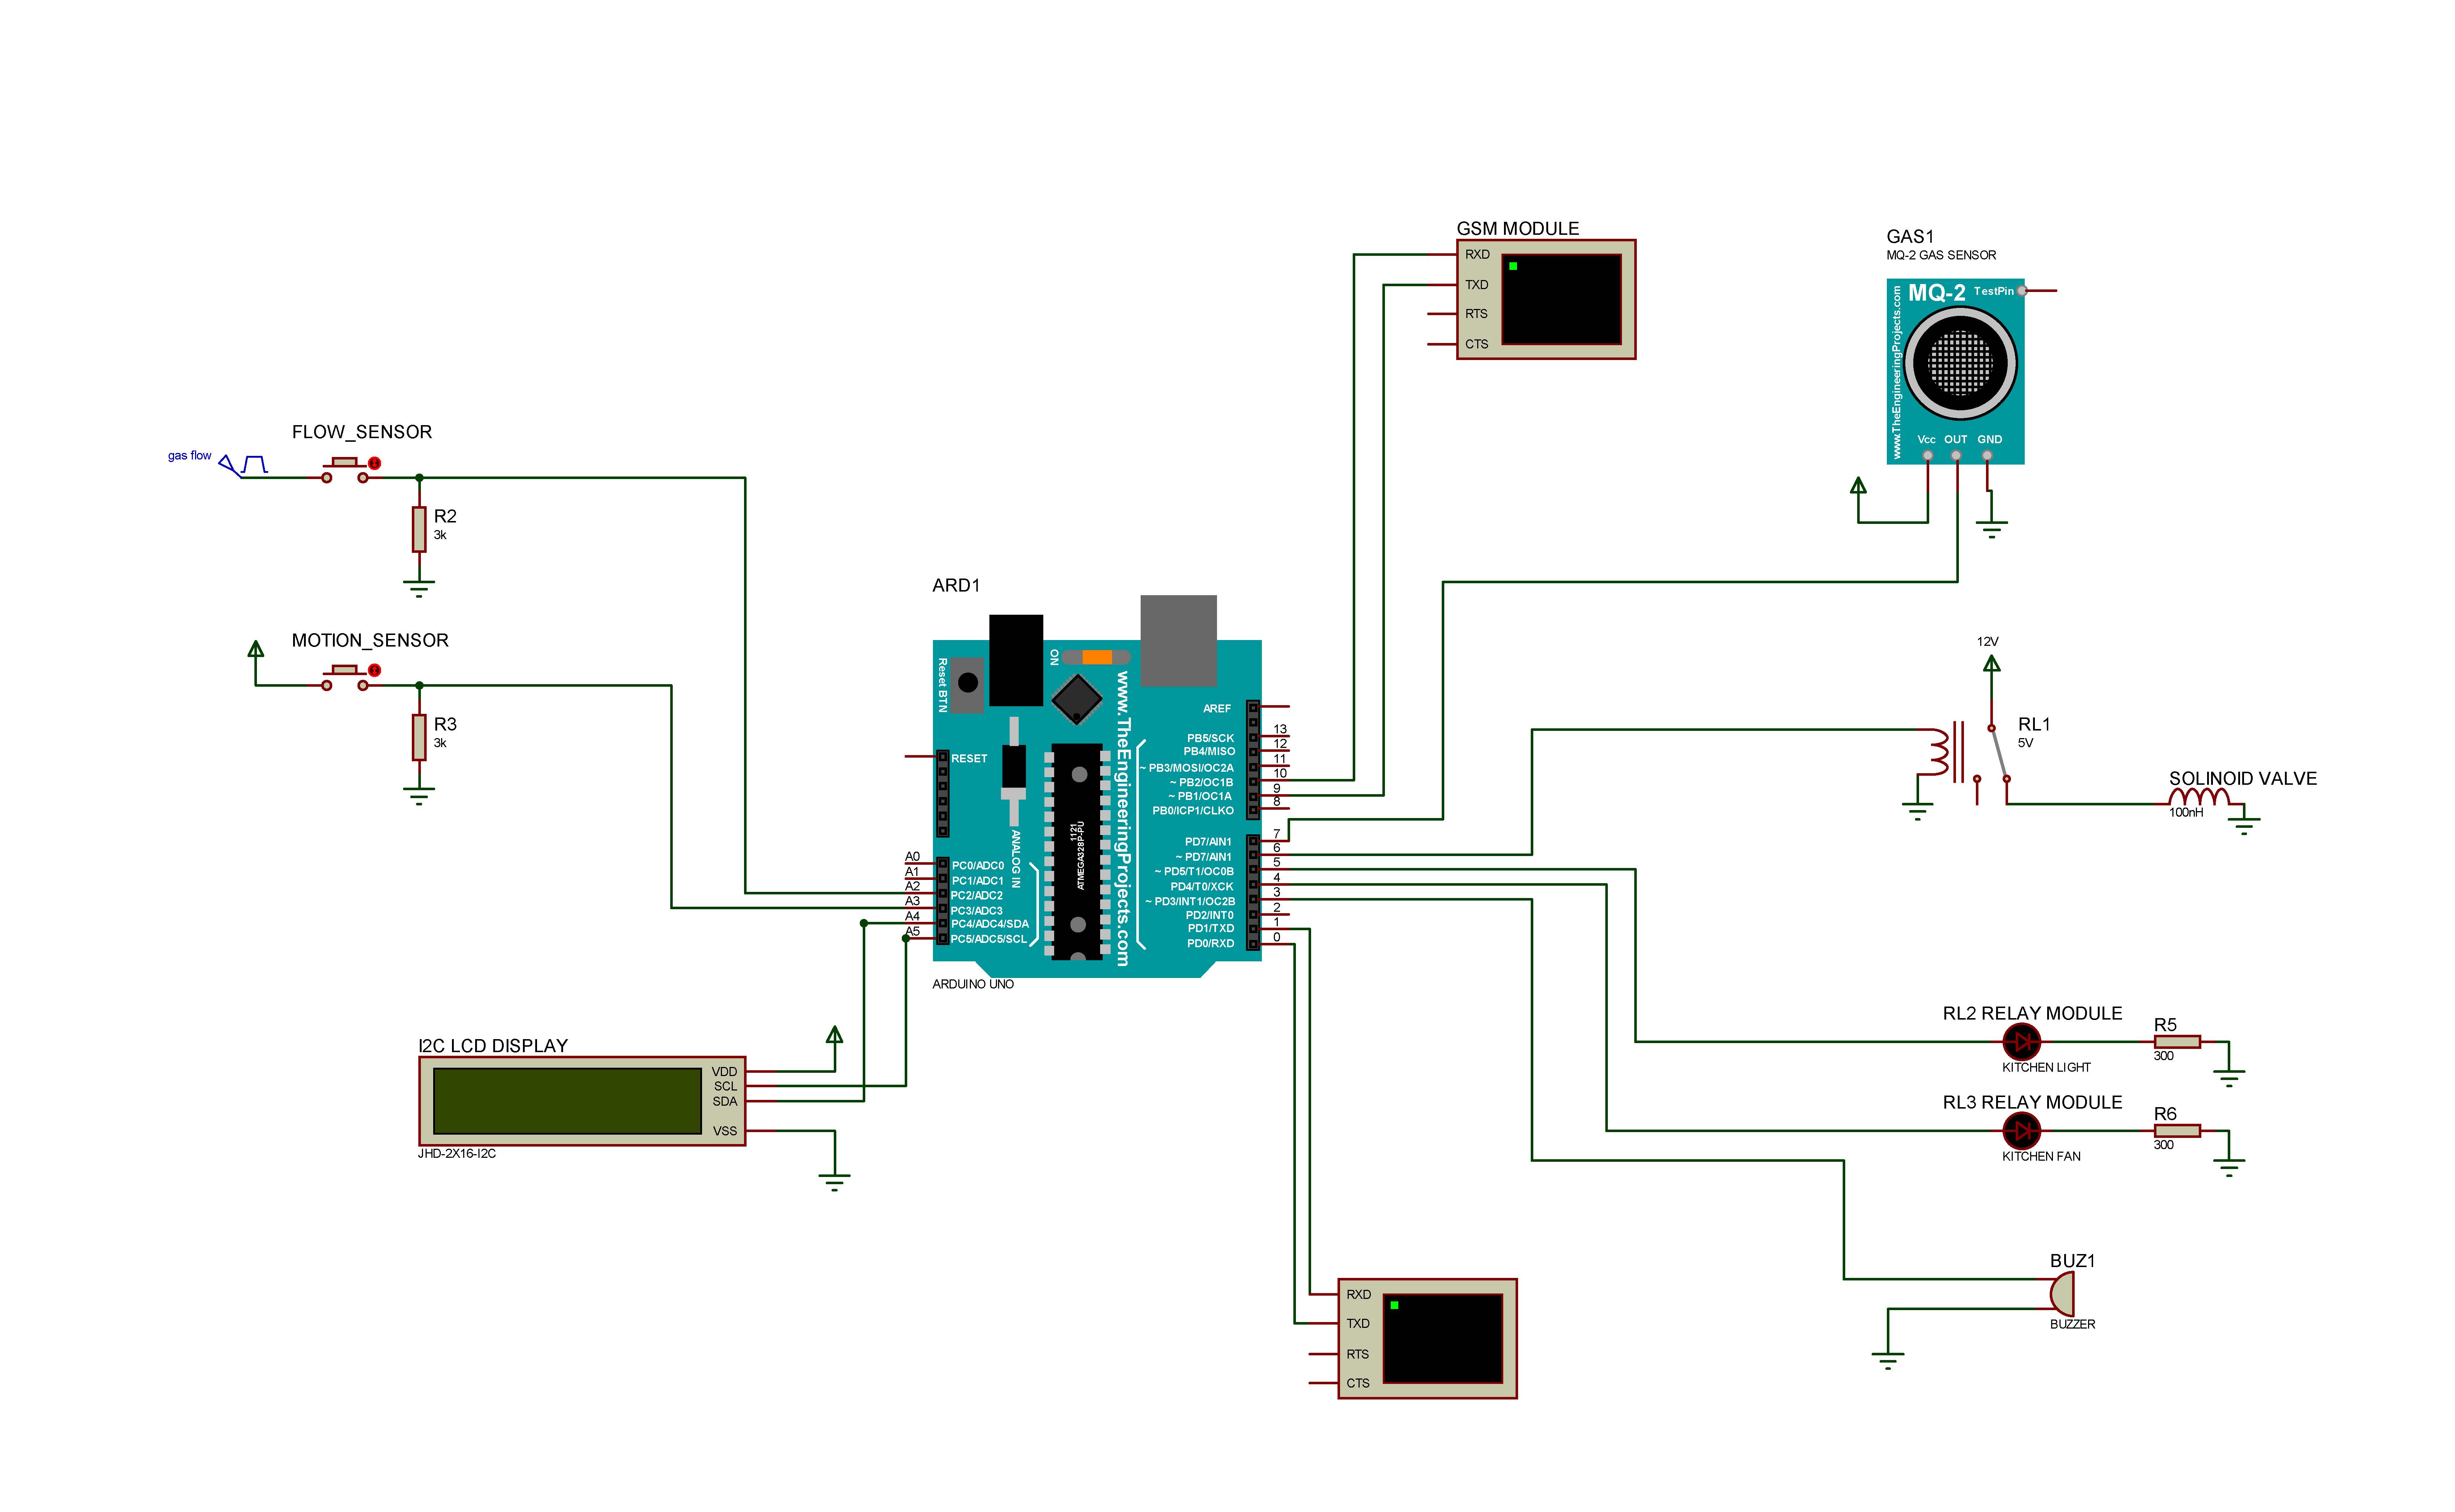 GSM MODULE
RXD
TXD
RTS
CTS
GAS1
MQ-2 GAS SENSOR
MQ-2
TestPin
www.TheEngineeringProjects.com
Vcc OUT GND
FLOW_SENSOR
gas flow
R2
3k
MOTION_SENSOR
R3
3k
ARD1
Reset BTN
ON
www.TheEngineeringProjects.com
AREF
RESET
13
PB5/SCK
12
PB4/MISO
11
~ PB3/MOSI/OC2A
10
~ PB2/OC1B
9
~ PB1/OC1A
8
PB0/ICP1/CLKO
7
PD7/AIN1
6
~ PD7/AIN1
5
~ PD5/T1/OC0B
4
PD4/T0/XCK
3
~ PD3/INT1/OC2B
2
PD2/INT0
1
PD1/TXD
0
PD0/RXD
1121
ATMEGA328P-PU
ANALOG IN
A0
PC0/ADC0
A1
PC1/ADC1
A2
PC2/ADC2
A3
PC3/ADC3
A4
PC4/ADC4/SDA
A5
PC5/ADC5/SCL
ARDUINO UNO
12V
RL1
5V
SOLINOID VALVE
100nH
I2C LCD DISPLAY
VDD
SCL
SDA
VSS
JHD-2X16-I2C
RL2 RELAY MODULE
KITCHEN LIGHT
R5
300
RL3 RELAY MODULE
KITCHEN FAN
R6
300
BUZ1
BUZZER
RXD
TXD
RTS
CTS